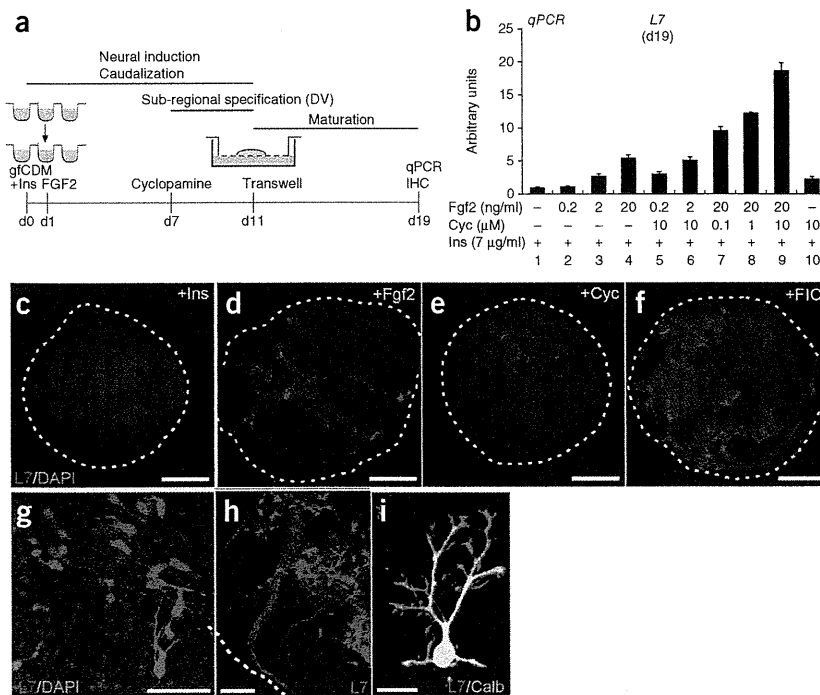 a
Neural induction
Caudalization
Sub-regional specification (DV)
Maturation
gfCDM
+Ins FGF2
Cyclopamine
Transwell
qPCR
IHC
d0 d1 d7 d11 d19
b
qPCR
L7
(d19)
Arbitrary units
25
20
15
10
5
0
Fgf2 (ng/ml) – 0.2 2 20 0.2 2 20 20 20 –
Cyc (μM) – – – – 10 10 0.1 1 10 10
Ins (7 μg/ml) + + + + + + + + + +
1 2 3 4 5 6 7 8 9 10
c +Ins
L7/DAPI
d +Fgf2
e +Cyc
f +FIC
g
L7/DAPI
h
L7
i
L7/Calb